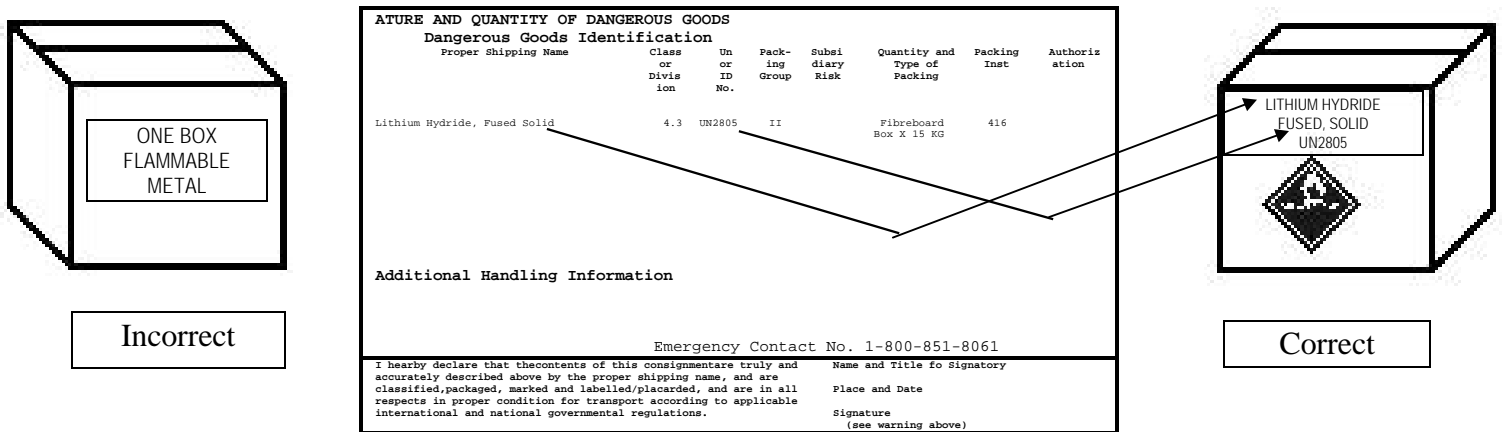 ONE BOX
FLAMMABLE
METAL
Incorrect
ATURE AND QUANTITY OF DANGEROUS GOODS
Dangerous Goods Identification
Proper Shipping Name Class Un Pack- Subsi Quantity and Packing Authoriz
or or ing diary Type of Inst ation
Divis ID Group Risk Packing
ion No.
Lithium Hydride, Fused Solid 4.3 UN2805 II Fibreboard 416
Box X 15 KG
Additional Handling Information
Emergency Contact No. 1-800-851-8061
I hearby declare that thecontents of this consignmentare truly and
accurately described above by the proper shipping name, and are
classified,packaged, marked and labelled/placarded, and are in all
respects in proper condition for transport according to applicable
international and national governmental regulations.
Name and Title fo Signatory
Place and Date
Signature
(see warning above)
LITHIUM HYDRIDE
FUSED, SOLID
UN2805
Correct